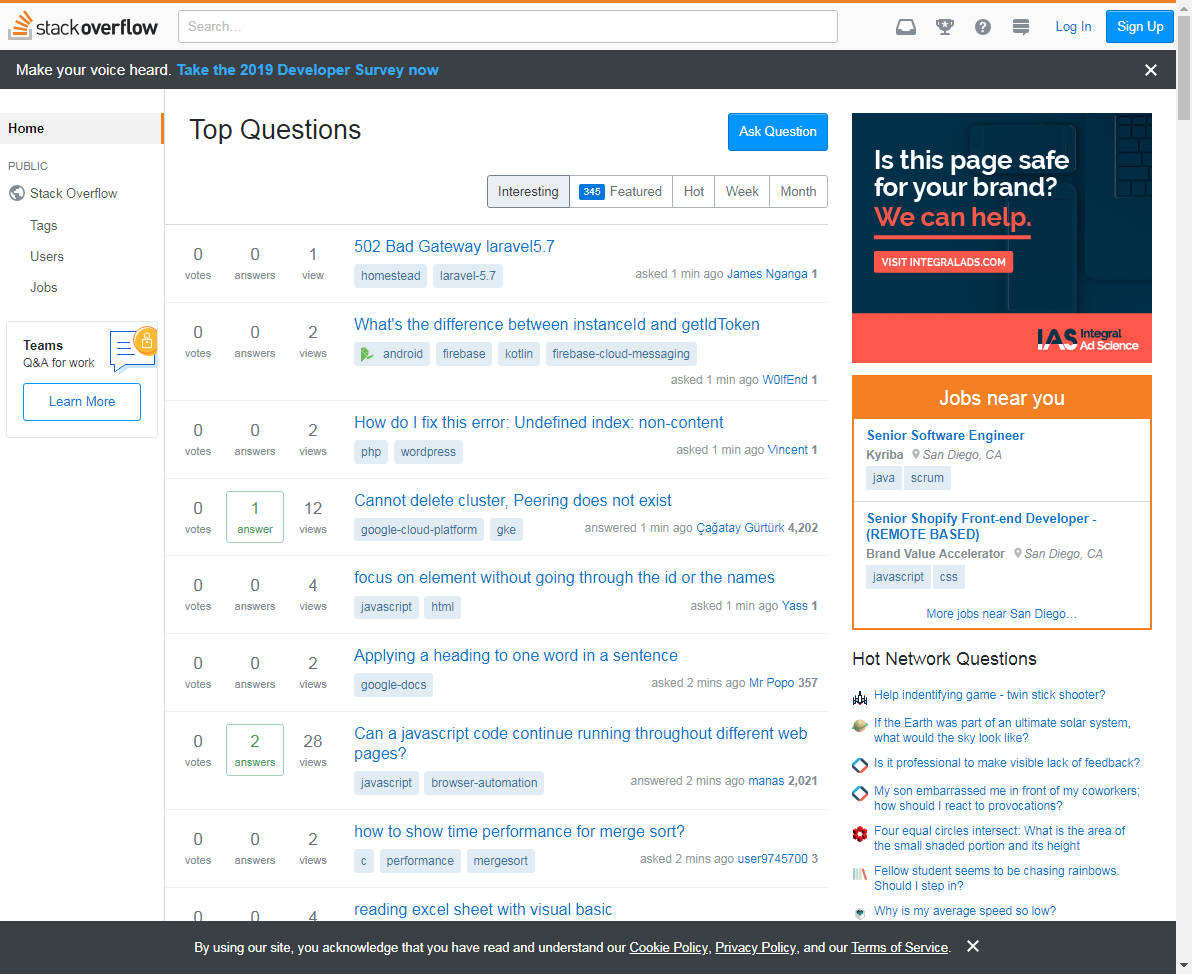 stackoverflow
Search…
Log In
Sign Up
Make your voice heard. Take the 2019 Developer Survey now
Home
PUBLIC
Stack Overflow
Tags
Users
Jobs
Teams
Q&A for work
Learn More
Top Questions
Ask Question
Interesting
345 Featured
Hot
Week
Month
0 votes
0 answers
1 view
502 Bad Gateway laravel5.7
homestead laravel-5.7
asked 1 min ago James Nganga 1
0 votes
0 answers
2 views
What's the difference between instanceId and getIdToken
android firebase kotlin firebase-cloud-messaging
asked 1 min ago W0lfEnd 1
0 votes
0 answers
2 views
How do I fix this error: Undefined index: non-content
php wordpress
asked 1 min ago Vincent 1
0 votes
1 answer
12 views
Cannot delete cluster, Peering does not exist
google-cloud-platform gke
answered 1 min ago Çağatay Gürtürk 4,202
0 votes
0 answers
4 views
focus on element without going through the id or the names
javascript html
asked 1 min ago Yass 1
0 votes
0 answers
2 views
Applying a heading to one word in a sentence
google-docs
asked 2 mins ago Mr Popo 357
0 votes
2 answers
28 views
Can a javascript code continue running throughout different web
pages?
javascript browser-automation
answered 2 mins ago manas 2,021
0 votes
0 answers
2 views
how to show time performance for merge sort?
c performance mergesort
asked 2 mins ago user9745700 3
0
0
4
reading excel sheet with visual basic
Is this page safe
for your brand?
We can help.
VISIT INTEGRALADS.COM
IAS Integral
Ad Science
Jobs near you
Senior Software Engineer
Kyriba San Diego, CA
java scrum
Senior Shopify Front-end Developer -
(REMOTE BASED)
Brand Value Accelerator San Diego, CA
javascript css
More jobs near San Diego…
Hot Network Questions
Help indentifying game - twin stick shooter?
If the Earth was part of an ultimate solar system,
what would the sky look like?
Is it professional to make visible lack of feedback?
My son embarrassed me in front of my coworkers;
how should I react to provocations?
Four equal circles intersect: What is the area of
the small shaded portion and its height
Fellow student seems to be chasing rainbows.
Should I step in?
Why is my average speed so low?
By using our site, you acknowledge that you have read and understand our Cookie Policy, Privacy Policy, and our Terms of Service.